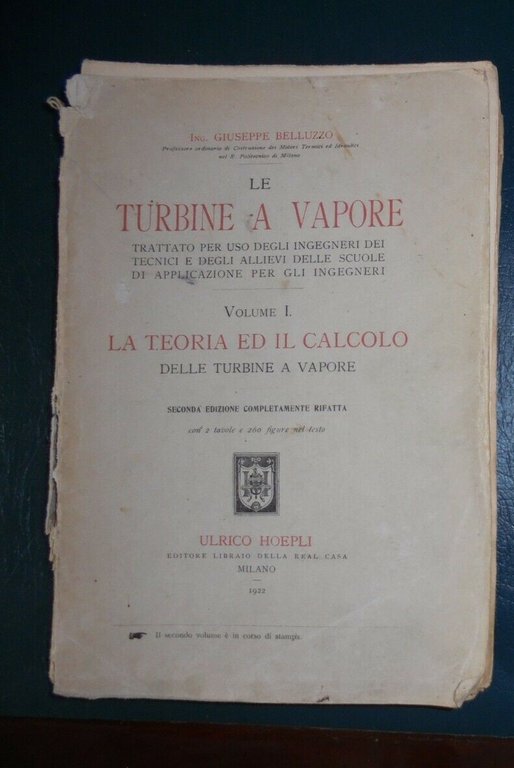 Ing. GIUSEPPE BELLUZZO
Professore ordinario di Costruzione dei Motori Termici ed Idraulici
nel R. Politecnico di Milano
LE
TURBINE A VAPORE
TRATTATO PER USO DEGLI INGEGNERI DEI
TECNICI E DEGLI ALLIEVI DELLE SCUOLE
DI APPLICAZIONE PER GLI INGEGNERI
Volume I.
LA TEORIA ED IL CALCOLO
DELLE TURBINE A VAPORE
SECONDA EDIZIONE COMPLETAMENTE RIFATTA
con 2 tavole e 260 figure nel testo
ULRICO HOEPLI
EDITORE LIBRAIO DELLA REAL CASA
MILANO
1922
Il secondo volume è in corso di stampa.